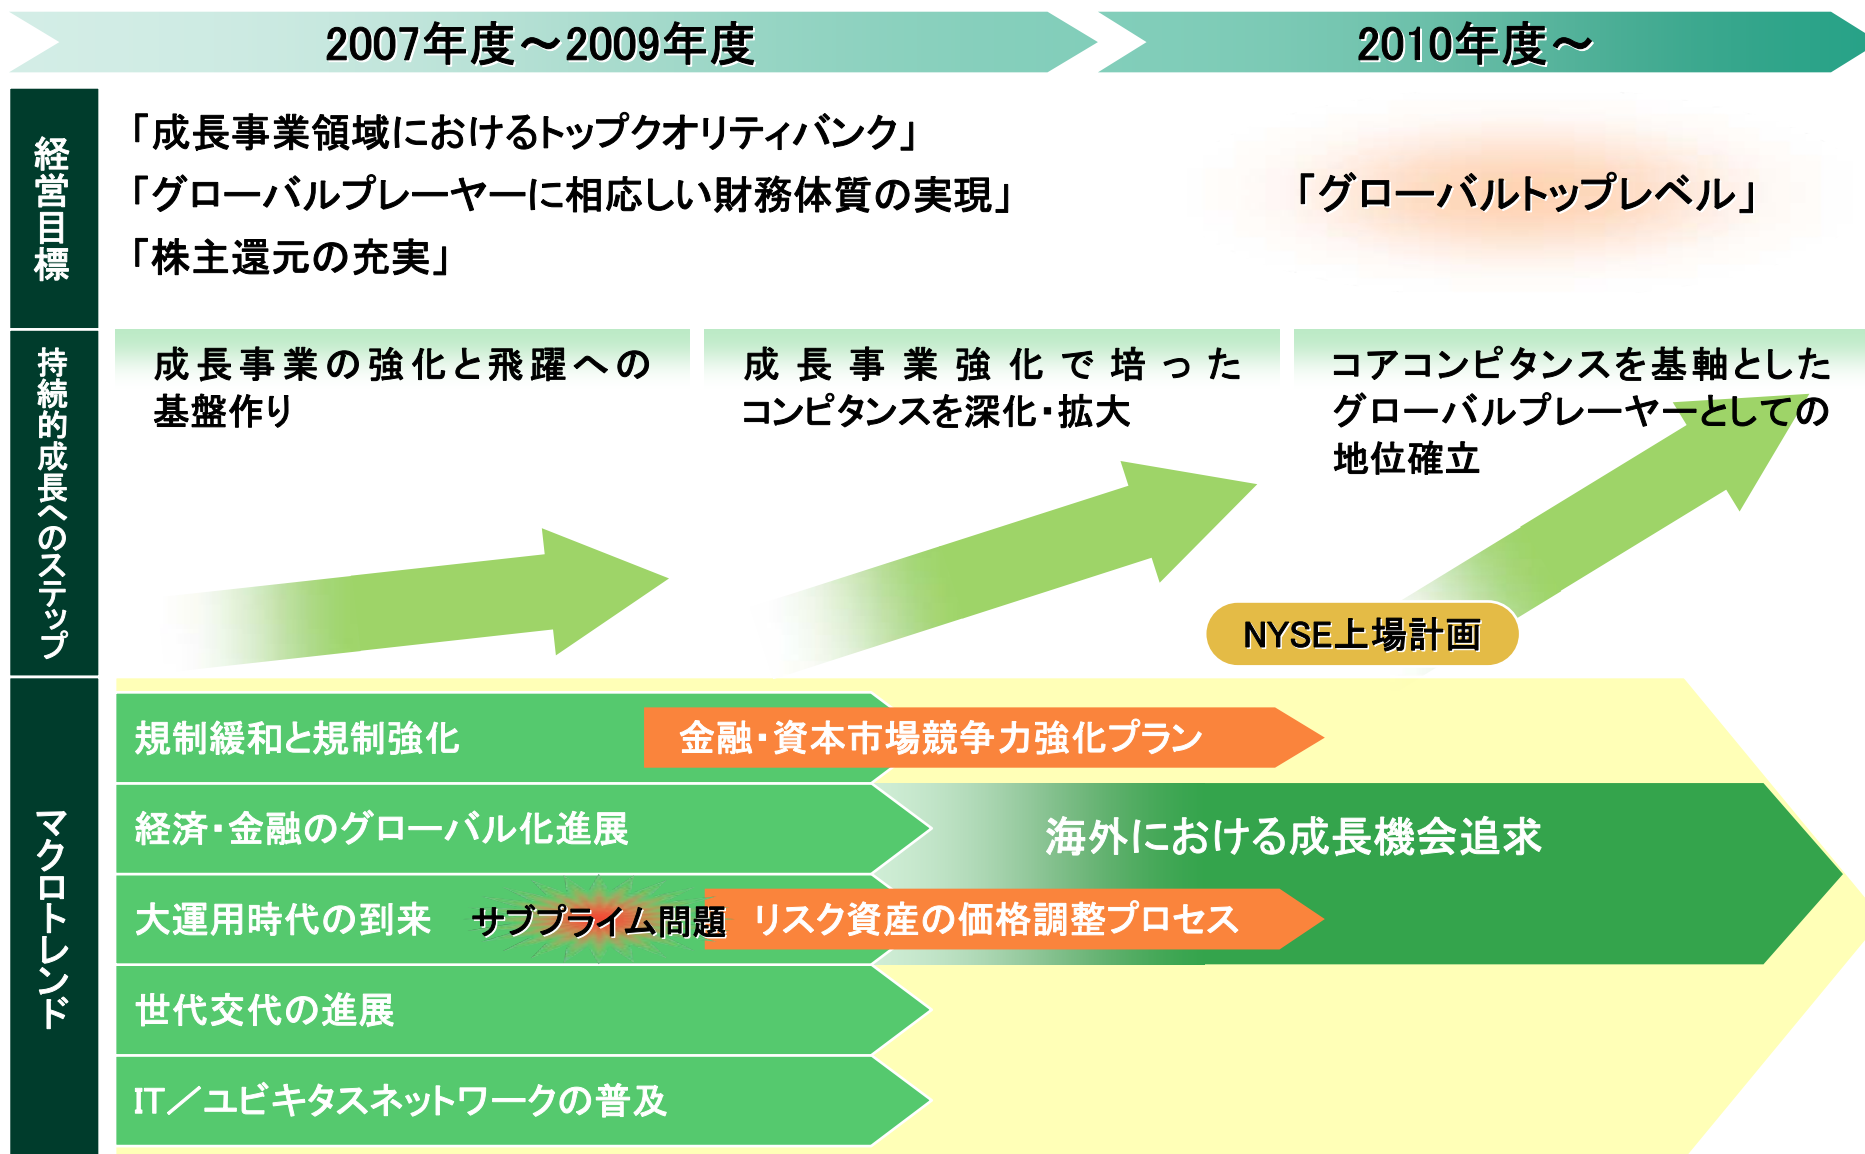 2007年度～2009年度
2010年度～
経営目標
「成長事業領域におけるトップクオリティバンク」
「グローバルプレーヤーに相応しい財務体質の実現」
「株主還元の充実」
「グローバルトップレベル」
持続的成長へのステップ
成長事業の強化と飛躍への
基盤作り
成長事業強化で培った
コンピタンスを深化・拡大
コアコンピタンスを基軸とした
グローバルプレーヤーとしての
地位確立
NYSE上場計画
マクロトレンド
規制緩和と規制強化
金融・資本市場競争力強化プラン
経済・金融のグローバル化進展
海外における成長機会追求
大運用時代の到来
サブプライム問題
リスク資産の価格調整プロセス
世代交代の進展
IT／ユビキタスネットワークの普及